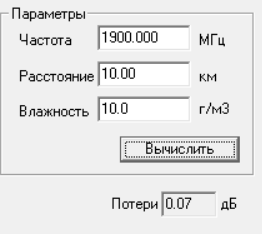 Параметры
Частота 1900.000 МГц
Расстояние 10.00 км
Влажность 10.0 г/м3
Вычислить
Потери 0.07 дБ